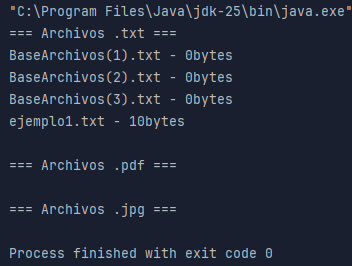 "C:\Program Files\Java\jdk-25\bin\java.exe"
=== Archivos .txt ===
BaseArchivos(1).txt - 0bytes
BaseArchivos(2).txt - 0bytes
BaseArchivos(3).txt - 0bytes
ejemplo1.txt - 10bytes
=== Archivos .pdf ===
=== Archivos .jpg ===
Process finished with exit code 0